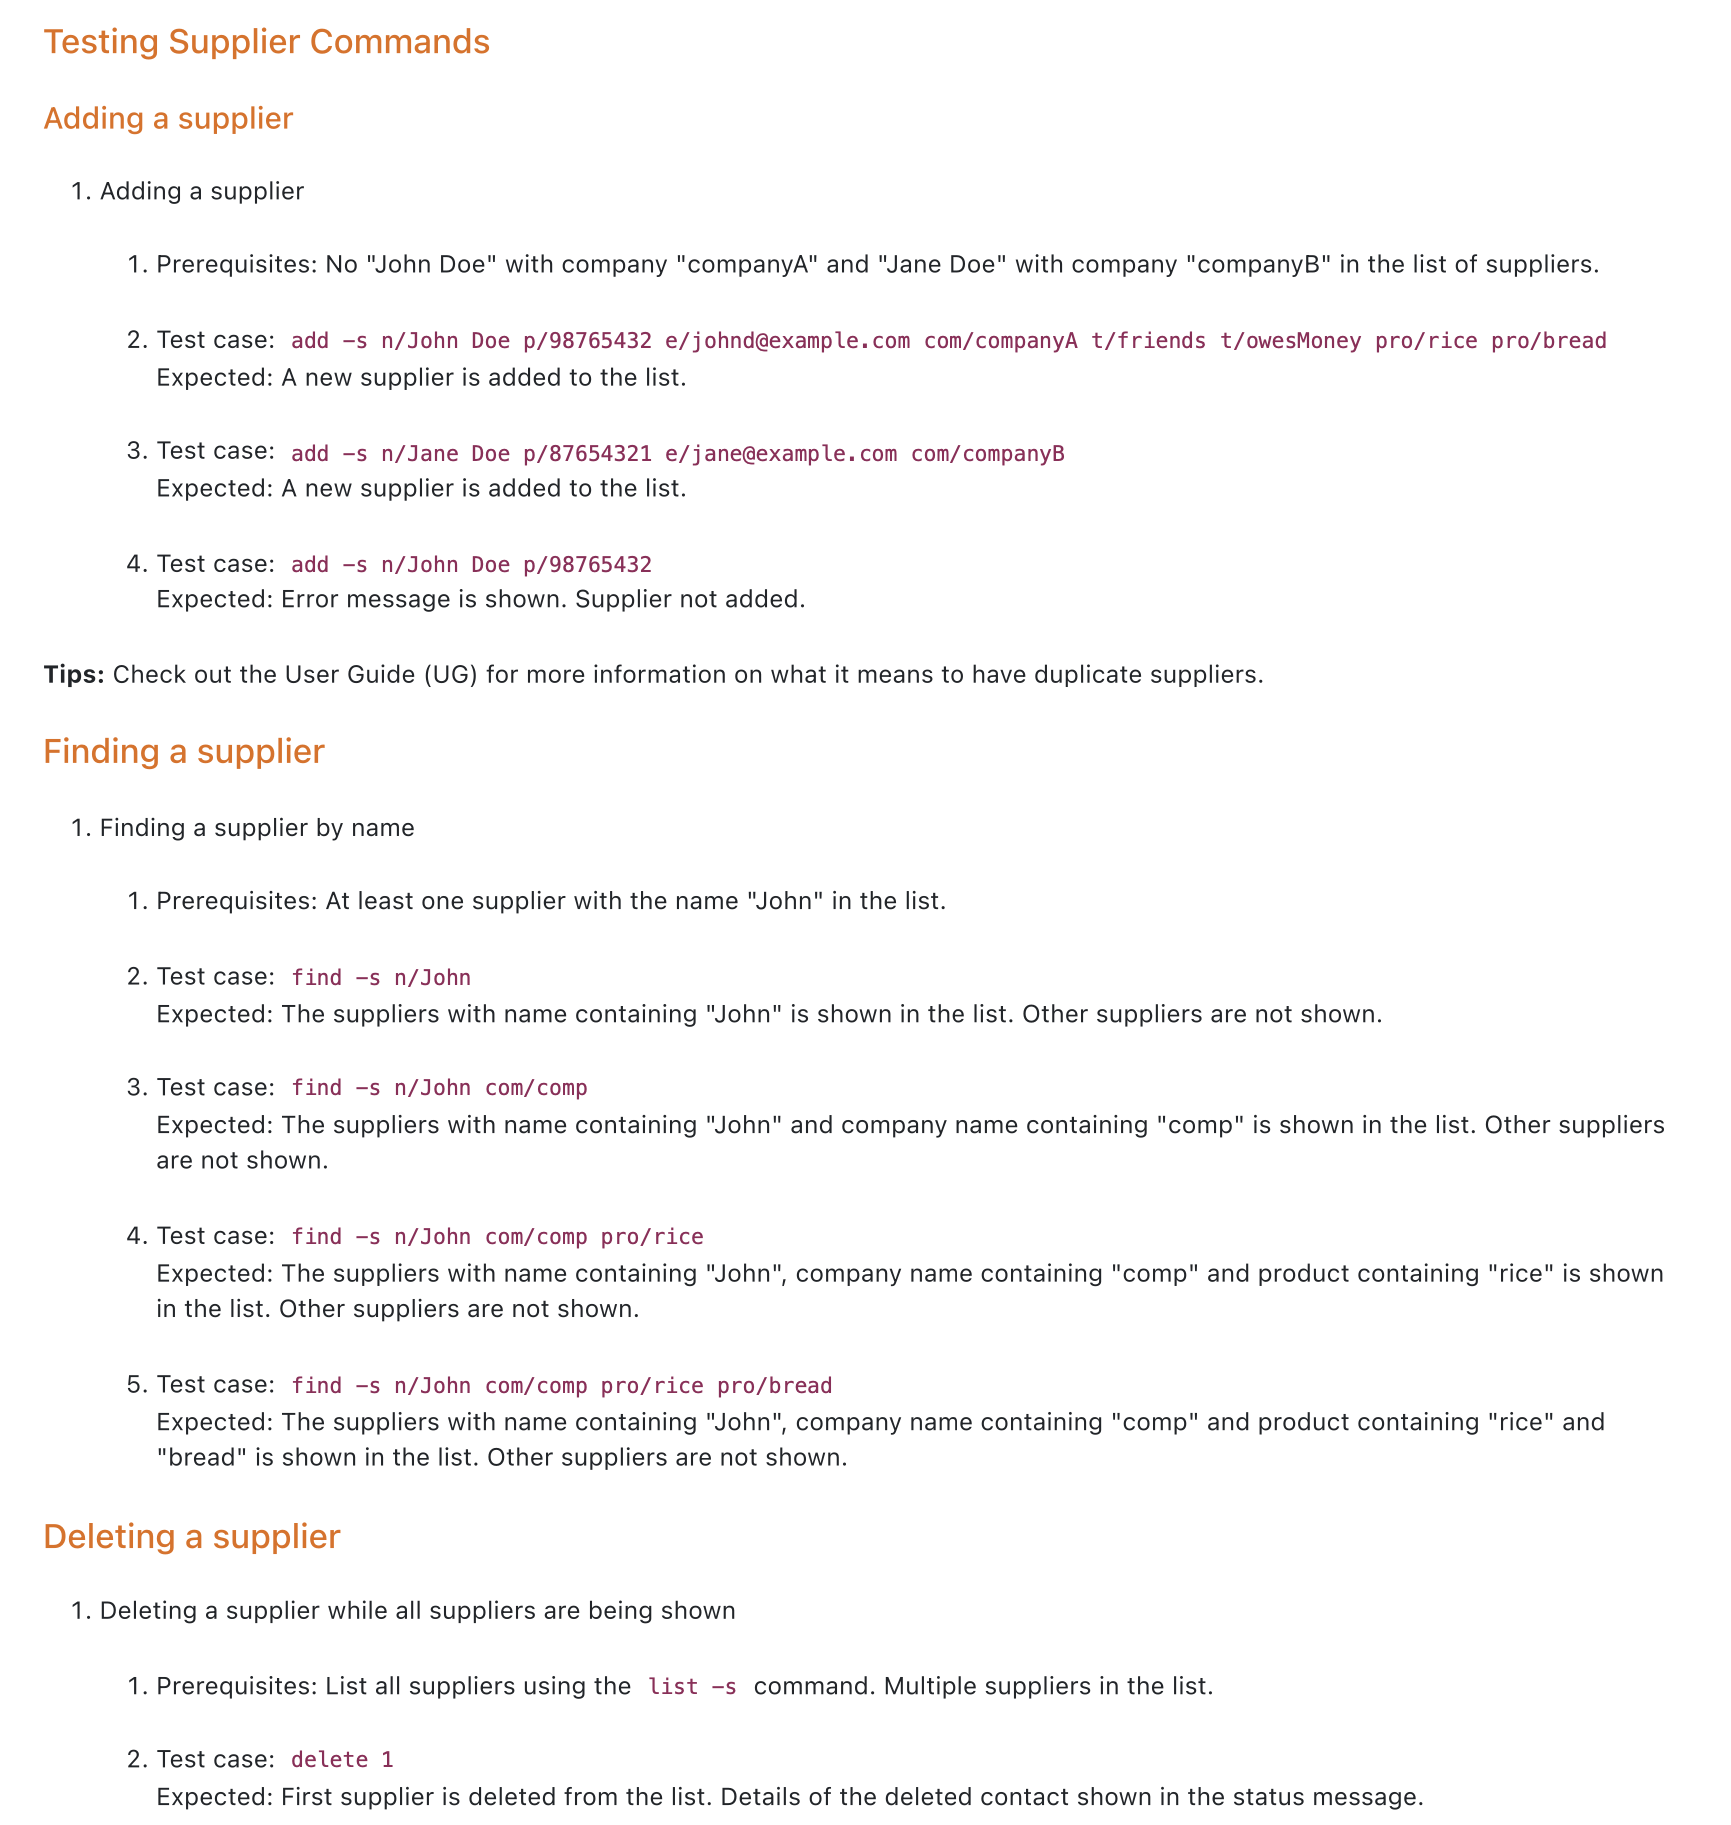 Testing Supplier Commands
Adding a supplier
1. Adding a supplier
1. Prerequisites: No "John Doe" with company "companyA" and "Jane Doe" with company "companyB" in the list of suppliers.
2. Test case: add -s n/John Doe p/98765432 e/johnd@example.com com/companyA t/friends t/owesMoney pro/rice pro/bread
Expected: A new supplier is added to the list.
3. Test case: add -s n/Jane Doe p/87654321 e/jane@example.com com/companyB
Expected: A new supplier is added to the list.
4. Test case: add -s n/John Doe p/98765432
Expected: Error message is shown. Supplier not added.
Tips: Check out the User Guide (UG) for more information on what it means to have duplicate suppliers.
Finding a supplier
1. Finding a supplier by name
1. Prerequisites: At least one supplier with the name "John" in the list.
2. Test case: find -s n/John
Expected: The suppliers with name containing "John" is shown in the list. Other suppliers are not shown.
3. Test case: find -s n/John com/comp
Expected: The suppliers with name containing "John" and company name containing "comp" is shown in the list. Other suppliers
are not shown.
4. Test case: find -s n/John com/comp pro/rice
Expected: The suppliers with name containing "John", company name containing "comp" and product containing "rice" is shown
in the list. Other suppliers are not shown.
5. Test case: find -s n/John com/comp pro/rice pro/bread
Expected: The suppliers with name containing "John", company name containing "comp" and product containing "rice" and
"bread" is shown in the list. Other suppliers are not shown.
Deleting a supplier
1. Deleting a supplier while all suppliers are being shown
1. Prerequisites: List all suppliers using the list -s command. Multiple suppliers in the list.
2. Test case: delete 1
Expected: First supplier is deleted from the list. Details of the deleted contact shown in the status message.